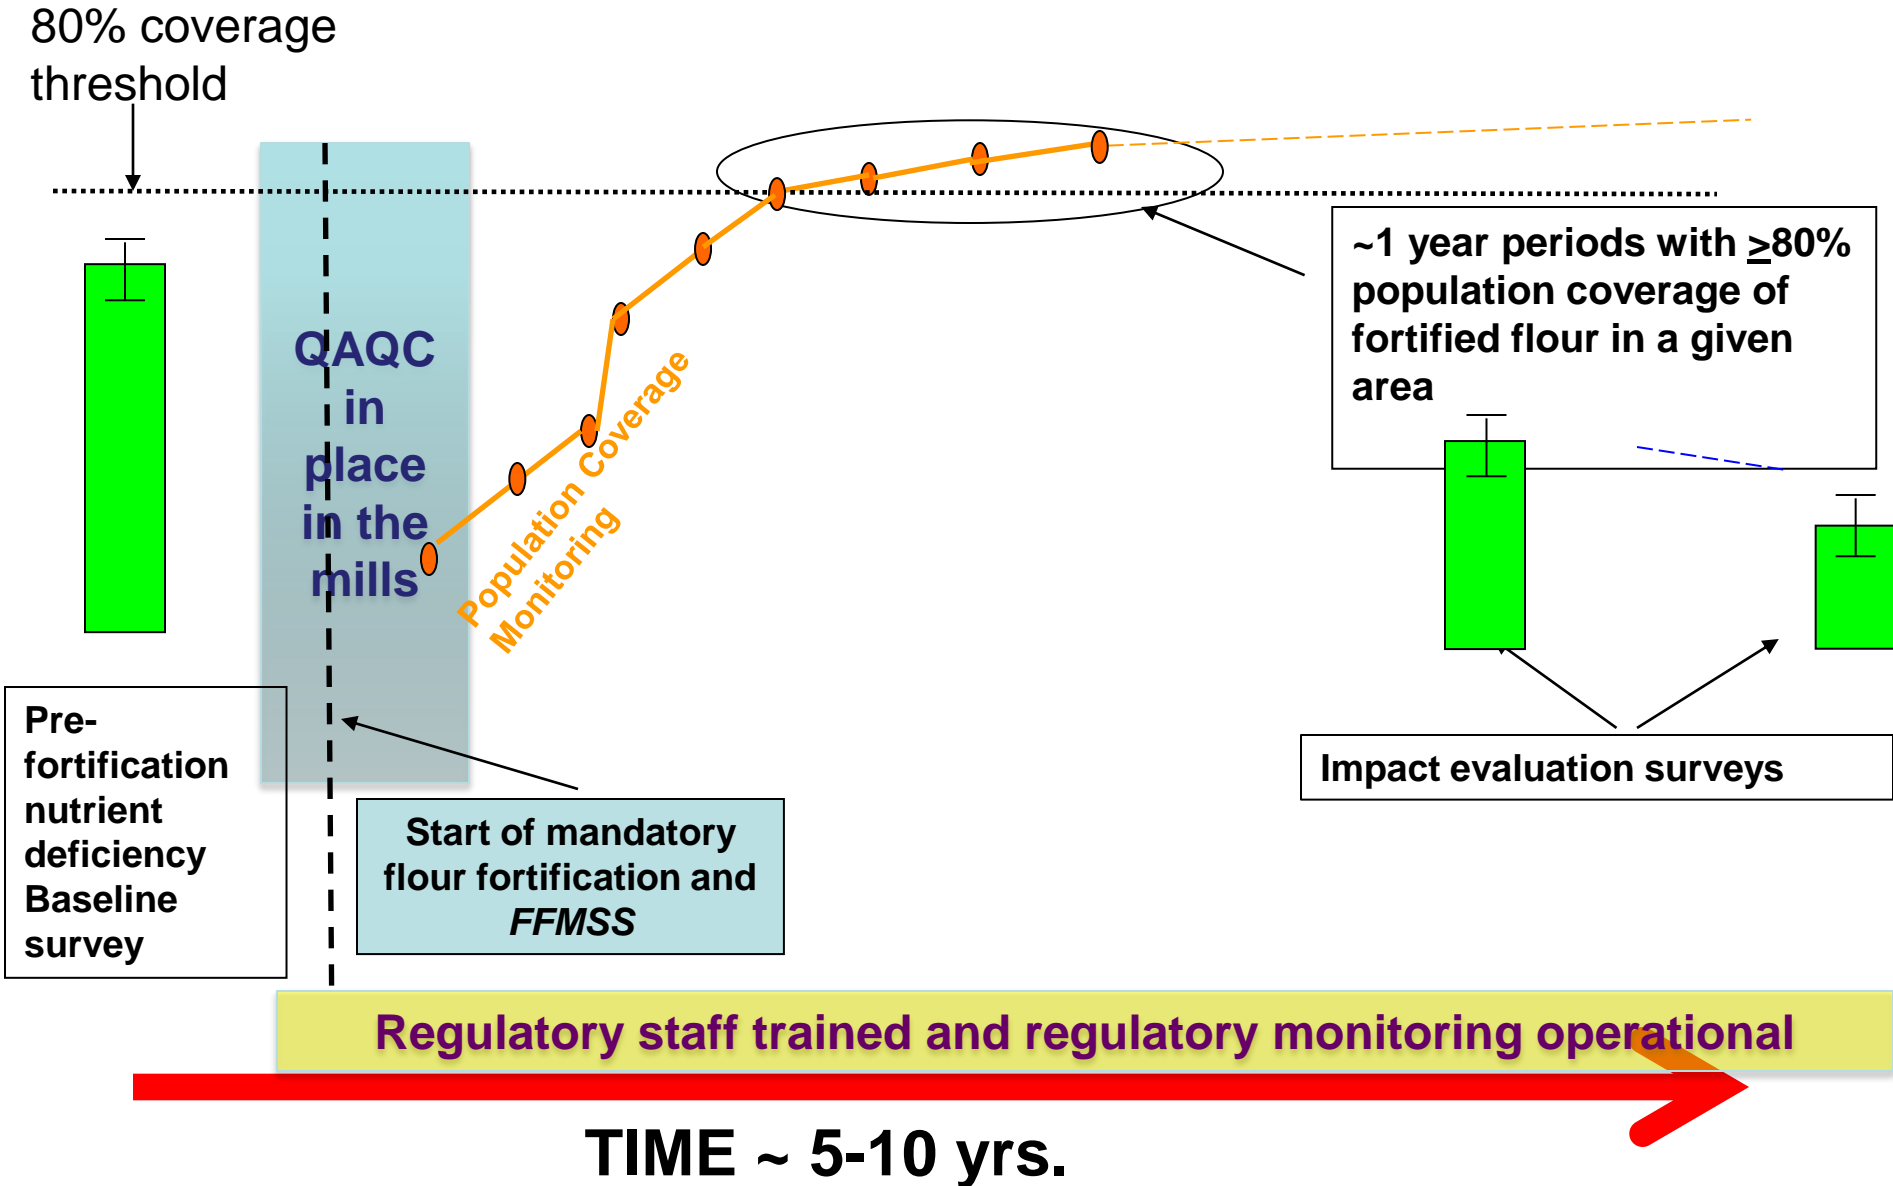 80% coverage
threshold
QAQC
in
place
in the
mills
Population Coverage
Monitoring
~1 year periods with ≥80%
population coverage of
fortified flour in a given
area
Pre-
fortification
nutrient
deficiency
Baseline
survey
Start of mandatory
flour fortification and
FFMSS
Impact evaluation surveys
Regulatory staff trained and regulatory monitoring operational
TIME ~ 5-10 yrs.